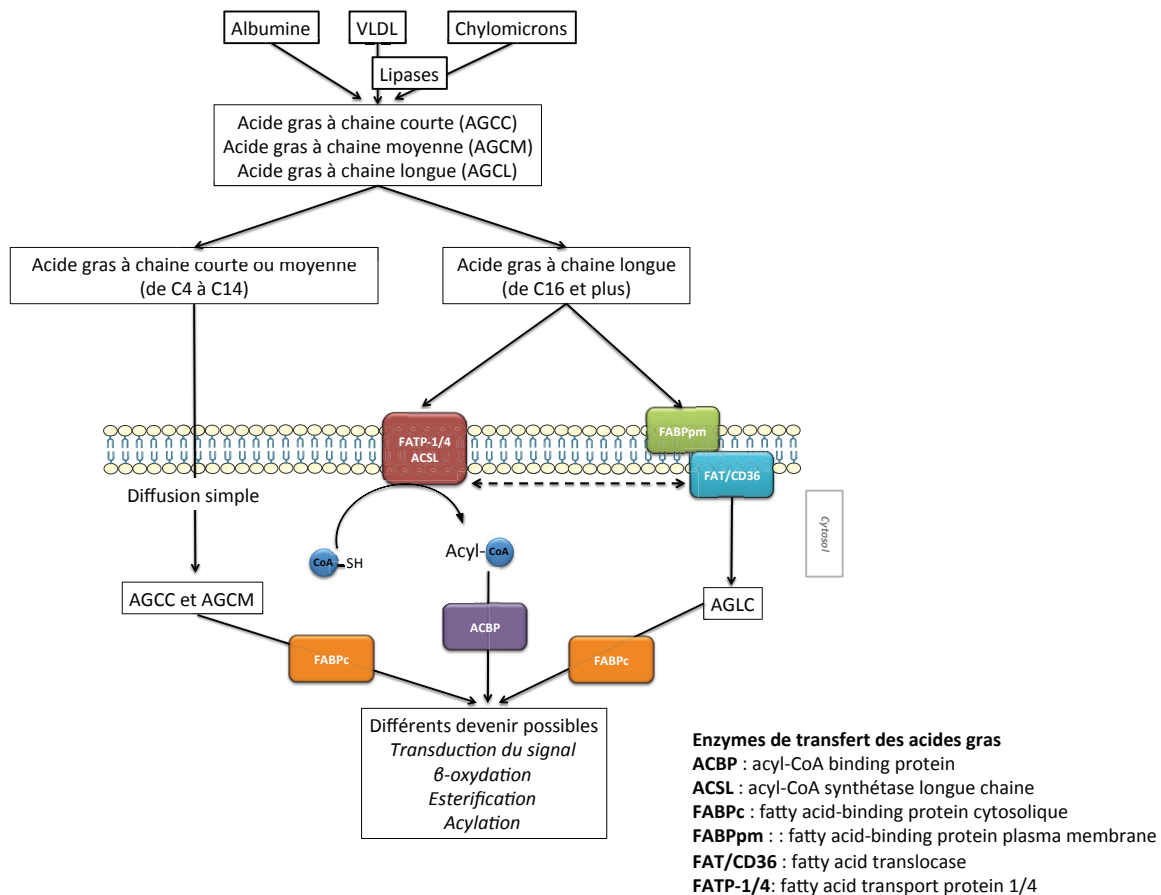 Albumine
VLDL
Chylomicrons
Lipases
Acide gras à chaine courte (AGCC)
Acide gras à chaine moyenne (AGCM)
Acide gras à chaine longue (AGCL)
Acide gras à chaine courte ou moyenne
(de C4 à C14)
Acide gras à chaine longue
(de C16 et plus)
FATP-1/4
ACSL
FABPpm
FAT/CD36
Diffusion simple
Cytosol
CoA-SH
Acyl-CoA
AGCC et AGCM
AGLC
ACBP
FABPc
FABPc
Différents devenir possibles
Transduction du signal
β-oxydation
Esterification
Acylation
Enzymes de transfert des acides gras
ACBP : acyl-CoA binding protein
ACSL : acyl-CoA synthétase longue chaine
FABPc : fatty acid-binding protein cytosolique
FABPpm : : fatty acid-binding protein plasma membrane
FAT/CD36 : fatty acid translocase
FATP-1/4: fatty acid transport protein 1/4